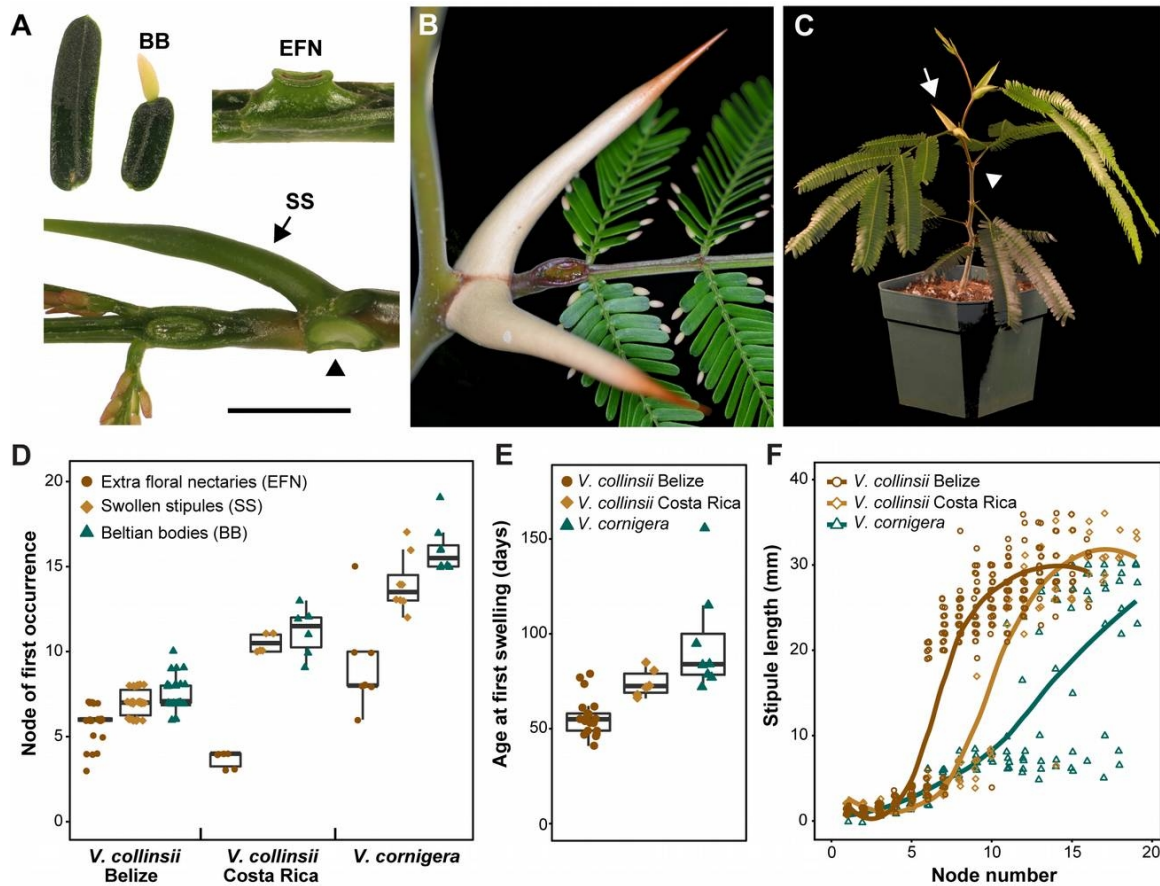 A
BB
EFN
SS
B
C
D
Node of first occurrence
20
15
10
5
0
Extra floral nectaries (EFN)
Swollen stipules (SS)
Beltian bodies (BB)
V. collinsii
Belize
V. collinsii
Costa Rica
V. cornigera
E
Age at first swelling (days)
150
100
50
0
V. collinsii Belize
V. collinsii Costa Rica
V. cornigera
F
Stipule length (mm)
40
30
20
10
0
V. collinsii Belize
V. collinsii Costa Rica
V. cornigera
0
5
10
15
20
Node number